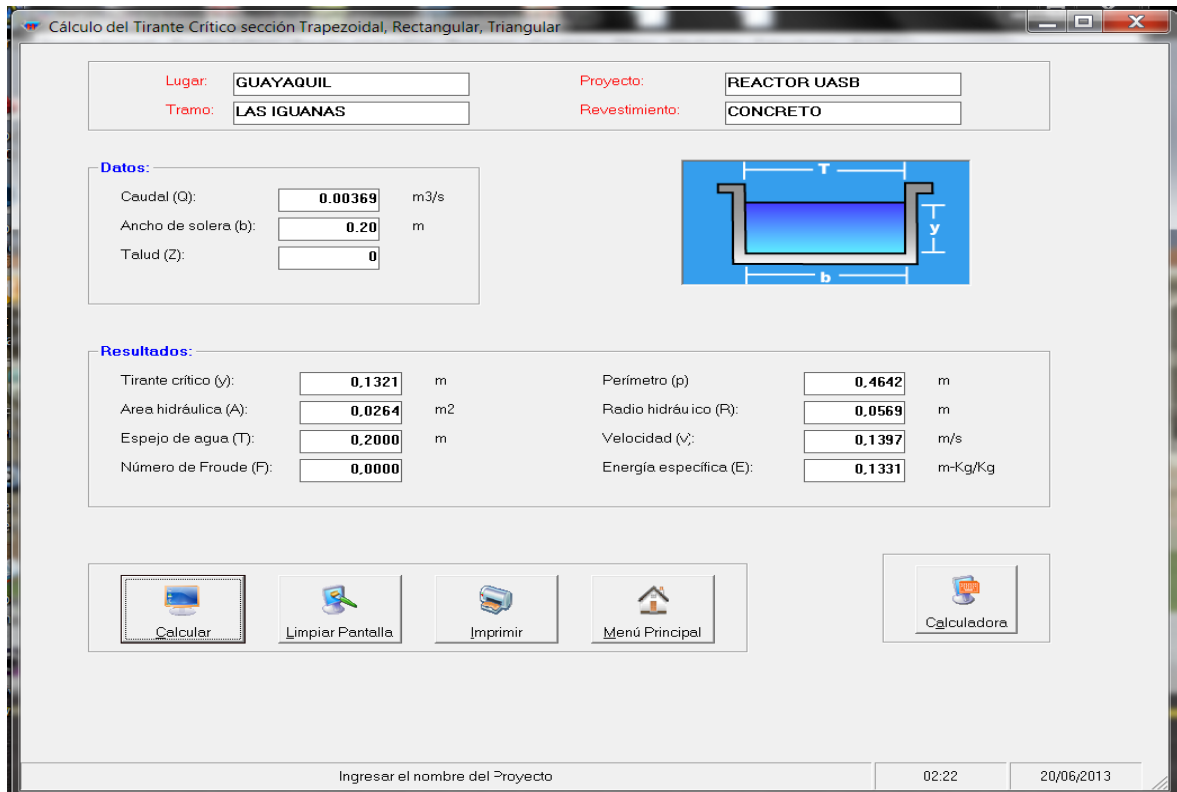 Cálculo del Tirante Crítico sección Trapezoidal, Rectangular, Triangular
Lugar: GUAYAQUIL Proyecto: REACTOR UASB
Tramo: LAS IGUANAS Revestimiento: CONCRETO
Datos:
Caudal (Q): 0.00369 m3/s
Ancho de solera (b): 0.20 m
Talud (Z): 0
T
y
b
Resultados:
Tirante crítico (y): 0,1321 m Perímetro (p) 0,4642 m
Area hidráulica (A): 0,0264 m2 Radio hidráu ico (R): 0,0569 m
Espejo de agua (T): 0,2000 m Velocidad (v): 0,1397 m/s
Número de Froude (F): 0,0000 Energía específica (E): 0,1331 m-Kg/Kg
Calcular Limpiar Pantalla Imprimir Menú Principal Calculadora
Ingresar el nombre del Proyecto 02:22 20/06/2013